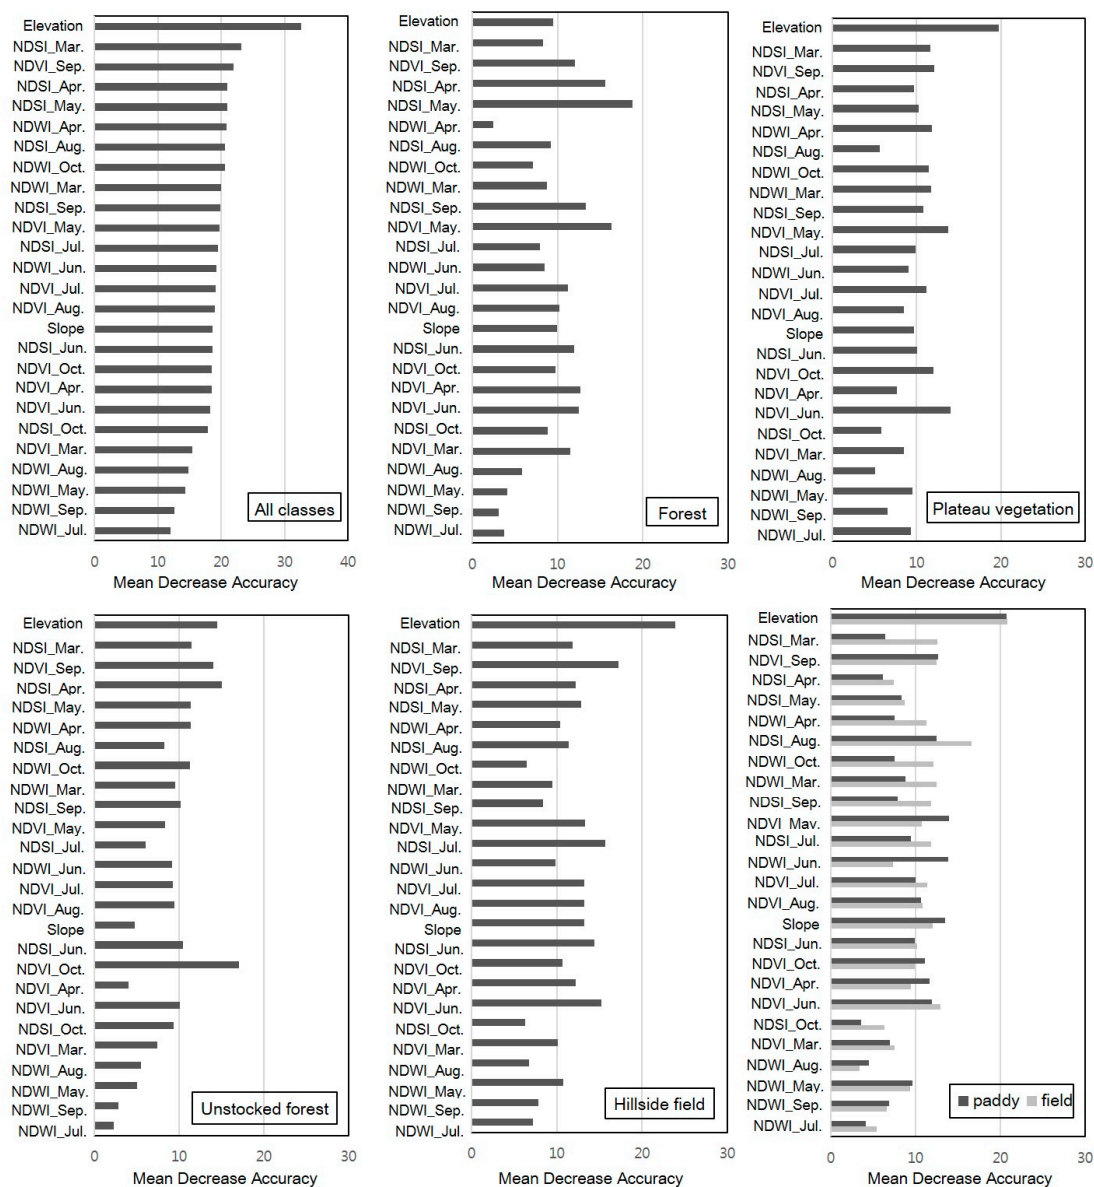 Elevation
NDSI_Mar.
NDVI_Sep.
NDSI_Apr.
NDSI_May.
NDWI_Apr.
NDSI_Aug.
NDWI_Oct.
NDWI_Mar.
NDSI_Sep.
NDVI_May.
NDSI_Jul.
NDWI_Jun.
NDVI_Jul.
NDVI_Aug.
Slope
NDSI_Jun.
NDVI_Oct.
NDVI_Apr.
NDVI_Jun.
NDSI_Oct.
NDVI_Mar.
NDWI_Aug.
NDWI_May.
NDWI_Sep.
NDWI_Jul.
All classes
0 10 20 30 40
Mean Decrease Accuracy
Elevation
NDSI_Mar.
NDVI_Sep.
NDSI_Apr.
NDSI_May.
NDWI_Apr.
NDSI_Aug.
NDWI_Oct.
NDWI_Mar.
NDSI_Sep.
NDVI_May.
NDSI_Jul.
NDWI_Jun.
NDVI_Jul.
NDVI_Aug.
Slope
NDSI_Jun.
NDVI_Oct.
NDVI_Apr.
NDVI_Jun.
NDSI_Oct.
NDVI_Mar.
NDWI_Aug.
NDWI_May.
NDWI_Sep.
NDWI_Jul.
Forest
0 10 20 30
Mean Decrease Accuracy
Elevation
NDSI_Mar.
NDVI_Sep.
NDSI_Apr.
NDSI_May.
NDWI_Apr.
NDSI_Aug.
NDWI_Oct.
NDWI_Mar.
NDSI_Sep.
NDVI_May.
NDSI_Jul.
NDWI_Jun.
NDVI_Jul.
NDVI_Aug.
Slope
NDSI_Jun.
NDVI_Oct.
NDVI_Apr.
NDVI_Jun.
NDSI_Oct.
NDVI_Mar.
NDWI_Aug.
NDWI_May.
NDWI_Sep.
NDWI_Jul.
Plateau vegetation
0 10 20 30
Mean Decrease Accuracy
Elevation
NDSI_Mar.
NDVI_Sep.
NDSI_Apr.
NDSI_May.
NDWI_Apr.
NDSI_Aug.
NDWI_Oct.
NDWI_Mar.
NDSI_Sep.
NDVI_May.
NDSI_Jul.
NDWI_Jun.
NDVI_Jul.
NDVI_Aug.
Slope
NDSI_Jun.
NDVI_Oct.
NDVI_Apr.
NDVI_Jun.
NDSI_Oct.
NDVI_Mar.
NDWI_Aug.
NDWI_May.
NDWI_Sep.
NDWI_Jul.
Unstocked forest
0 10 20 30
Mean Decrease Accuracy
Elevation
NDSI_Mar.
NDVI_Sep.
NDSI_Apr.
NDSI_May.
NDWI_Apr.
NDSI_Aug.
NDWI_Oct.
NDWI_Mar.
NDSI_Sep.
NDVI_May.
NDSI_Jul.
NDWI_Jun.
NDVI_Jul.
NDVI_Aug.
Slope
NDSI_Jun.
NDVI_Oct.
NDVI_Apr.
NDVI_Jun.
NDSI_Oct.
NDVI_Mar.
NDWI_Aug.
NDWI_May.
NDWI_Sep.
NDWI_Jul.
Hillside field
0 10 20 30
Mean Decrease Accuracy
Elevation
NDSI_Mar.
NDVI_Sep.
NDSI_Apr.
NDSI_May.
NDWI_Apr.
NDSI_Aug.
NDWI_Oct.
NDWI_Mar.
NDSI_Sep.
NDVI_May.
NDSI_Jul.
NDWI_Jun.
NDVI_Jul.
NDVI_Aug.
Slope
NDSI_Jun.
NDVI_Oct.
NDVI_Apr.
NDVI_Jun.
NDSI_Oct.
NDVI_Mar.
NDWI_Aug.
NDWI_May.
NDWI_Sep.
NDWI_Jul.
paddy field
0 10 20 30
Mean Decrease Accuracy